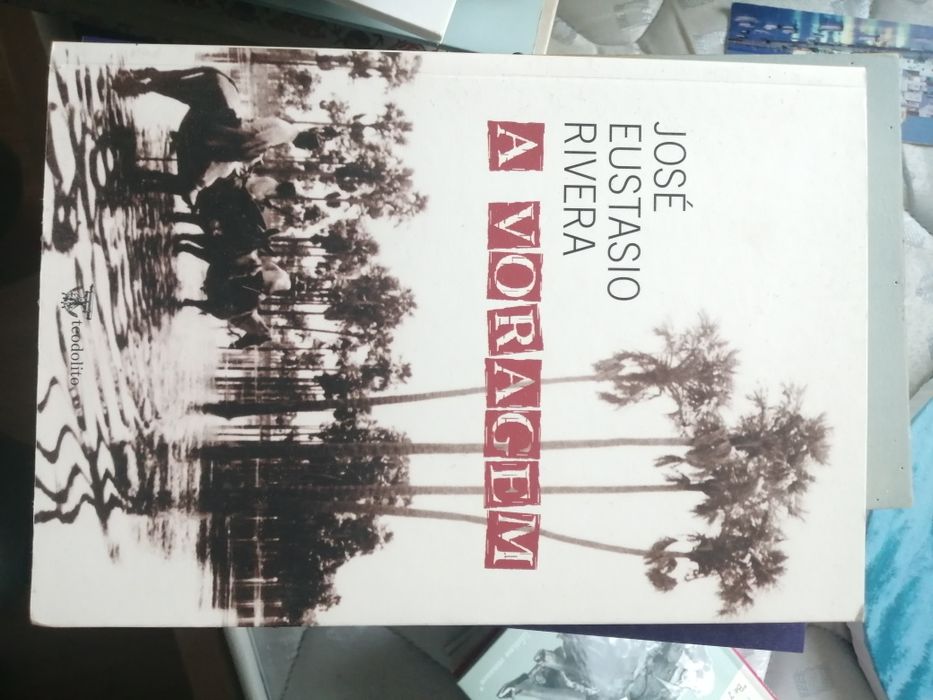 JOSÉ
EUSTASIO
RIVERA
A VORAGEM
teodolito